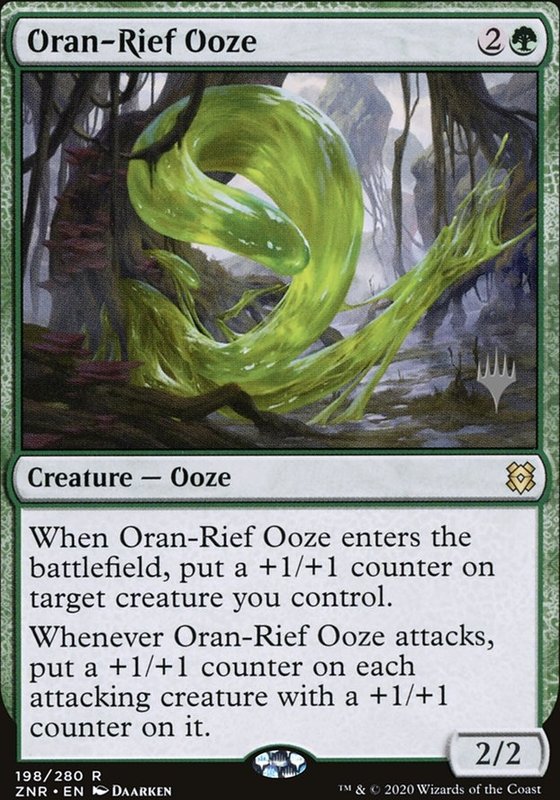 Oran-Rief Ooze 2
Creature — Ooze
When Oran-Rief Ooze enters the
battlefield, put a +1/+1 counter on
target creature you control.
Whenever Oran-Rief Ooze attacks,
put a +1/+1 counter on each
attacking creature with a +1/+1
counter on it.
2/2
198/280 R
ZNR • EN Daarken
™ & © 2020 Wizards of the Coast